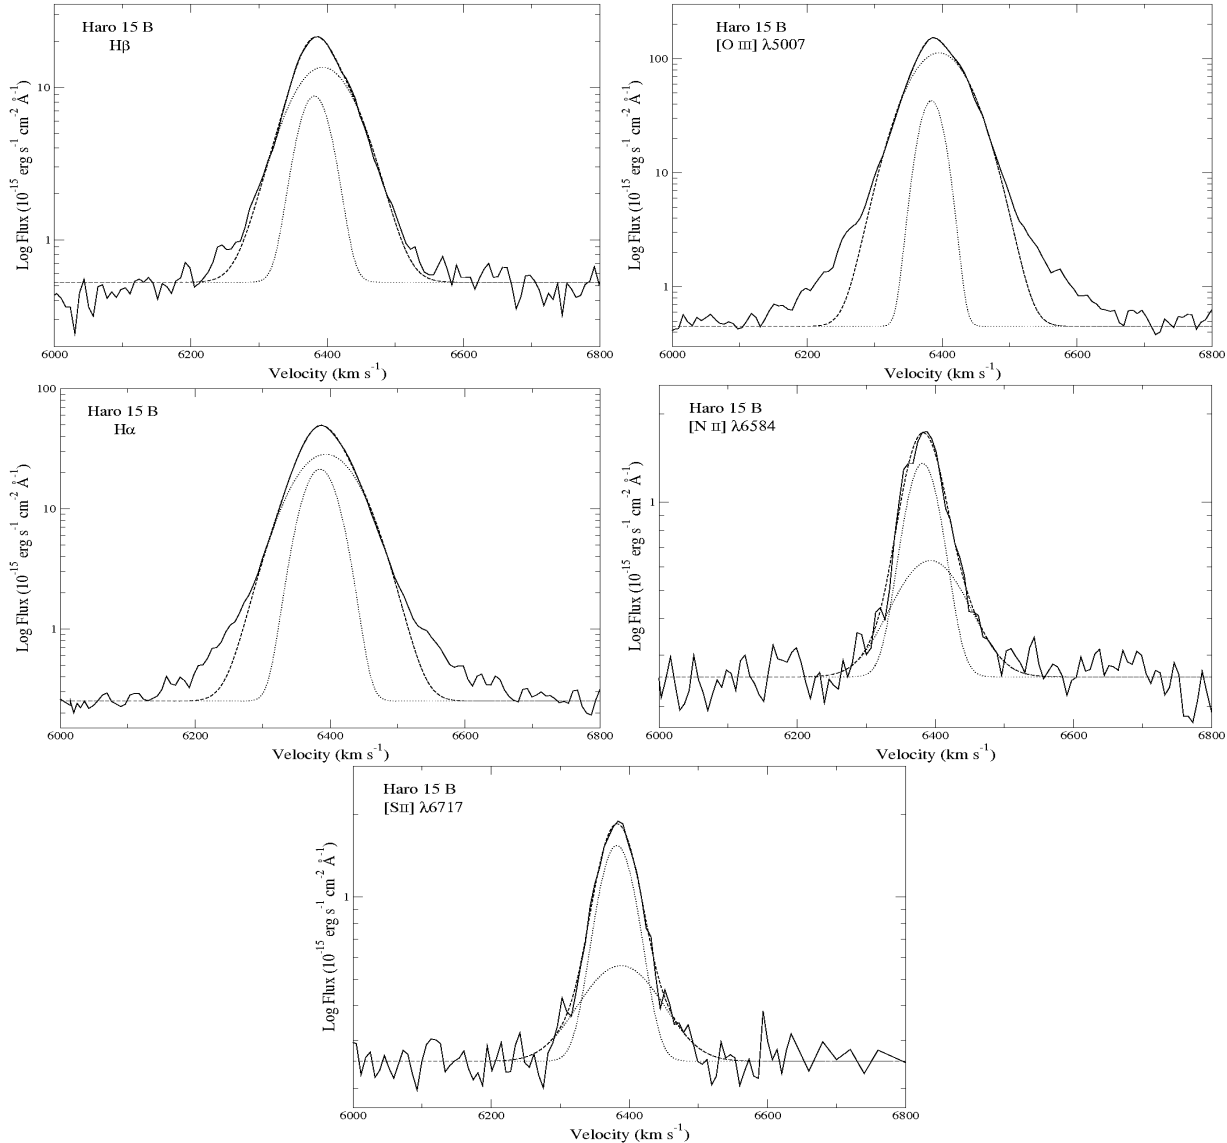 Haro 15 B
Hβ
Log Flux (10⁻¹⁵ erg s⁻¹ cm⁻² Å⁻¹)
10
1
6000 6200 6400 6600 6800
Velocity (km s⁻¹)
Haro 15 B
[O III] λ5007
Log Flux (10⁻¹⁵ erg s⁻¹ cm⁻² Å⁻¹)
100
10
1
6000 6200 6400 6600 6800
Velocity (km s⁻¹)
Haro 15 B
Hα
Log Flux (10⁻¹⁵ erg s⁻¹ cm⁻² Å⁻¹)
100
10
1
6000 6200 6400 6600 6800
Velocity (km s⁻¹)
Haro 15 B
[N II] λ6584
Log Flux (10⁻¹⁵ erg s⁻¹ cm⁻² Å⁻¹)
1
6000 6200 6400 6600 6800
Velocity (km s⁻¹)
Haro 15 B
[SII] λ6717
Log Flux (10⁻¹⁵ erg s⁻¹ cm⁻² Å⁻¹)
1
6000 6200 6400 6600 6800
Velocity (km s⁻¹)